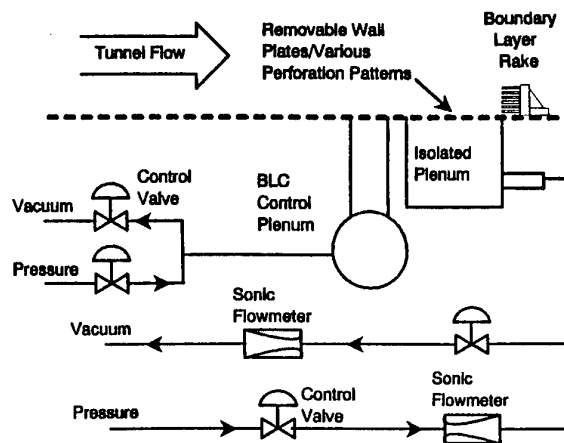 Tunnel Flow
Removable Wall
Plates/Various
Perforation Patterns
Boundary
Layer
Rake
Isolated
Plenum
BLC
Control
Plenum
Control
Valve
Vacuum
Pressure
Sonic
Flowmeter
Vacuum
Control
Valve
Sonic
Flowmeter
Pressure